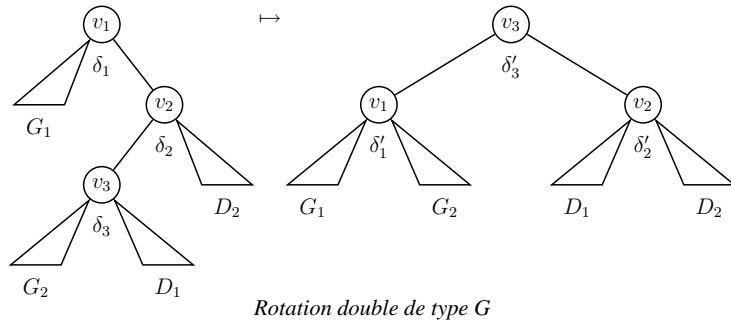 v₁ ↦ v₃
δ₁ δ′₃
G₁ v₂ v₁ v₂
δ₂ δ′₁ δ′₂
v₃ D₂ G₁ G₂ D₁ D₂
δ₃
G₂ D₁
Rotation double de type G